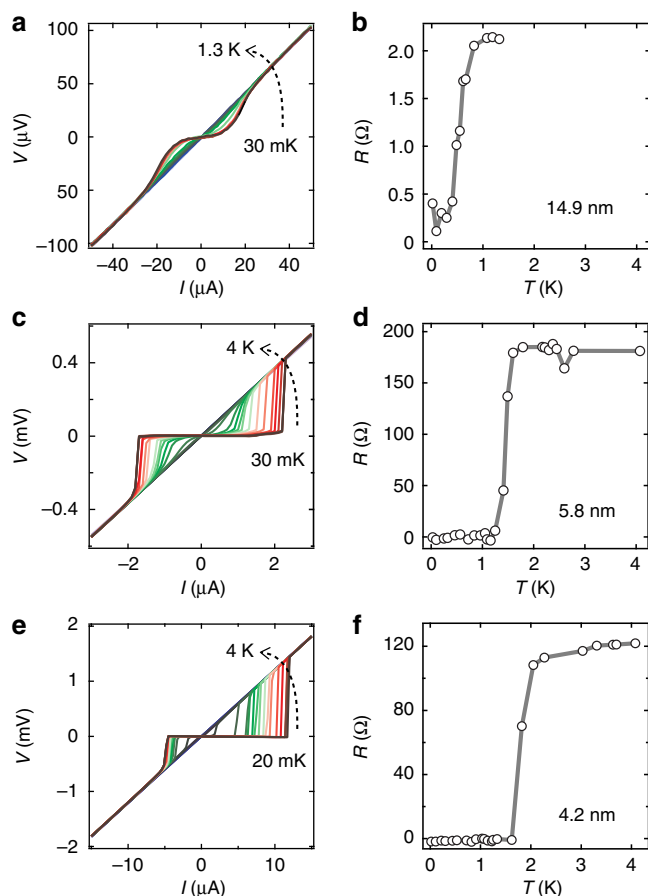 a
100
50
0
50
−100
V (μV)
1.3 K
30 mK
−40 −20 0 20 40
I (μA)
b
2.0
1.5
1.0
0.5
0
R (Ω)
14.9 nm
0 1 2 3 4
T (K)
c
0.4
0
−0.4
V (mV)
4 K
30 mK
−2 0 2
I (μA)
d
200
150
100
50
0
R (Ω)
5.8 nm
0 1 2 3 4
T (K)
e
2
1
0
−1
−2
V (mV)
4 K
20 mK
−10 0 10
I (μA)
f
120
80
40
0
R (Ω)
4.2 nm
0 1 2 3 4
T (K)